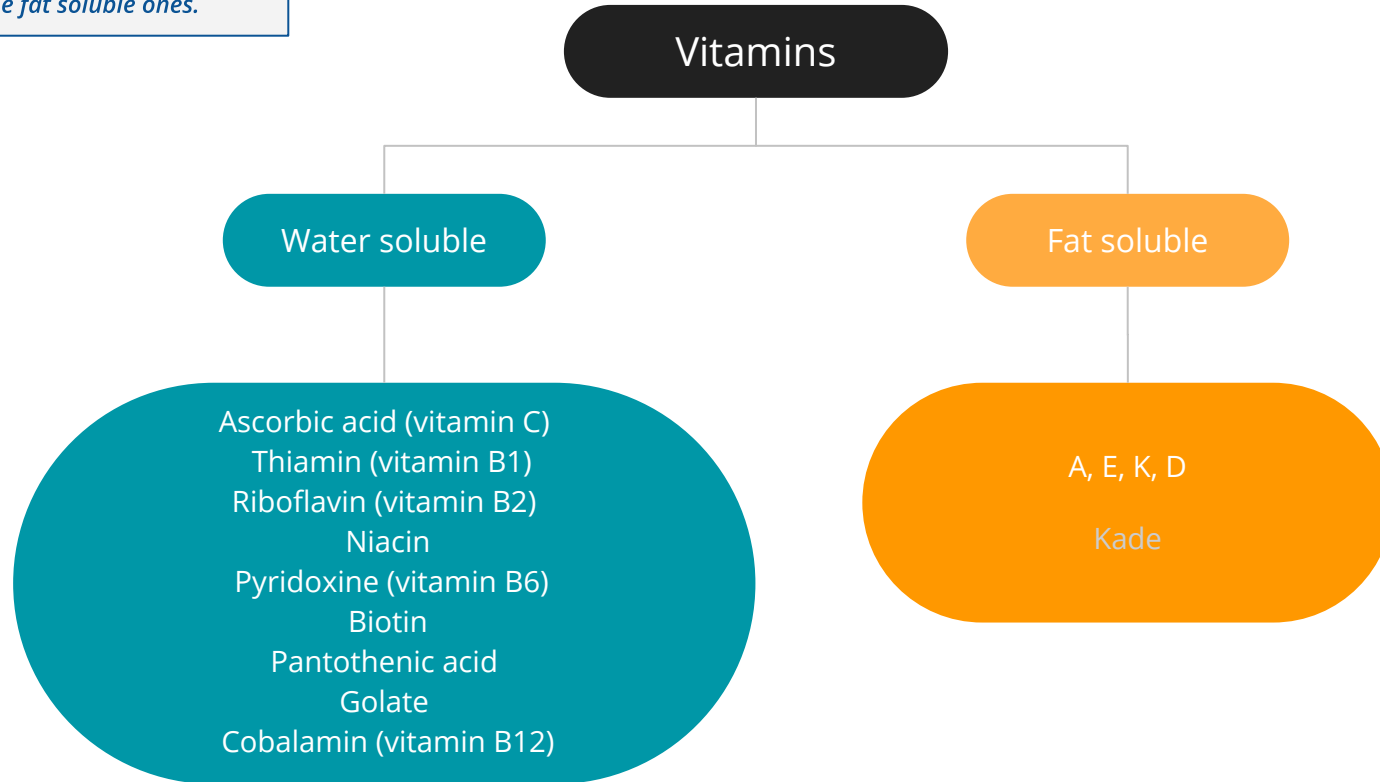 e fat soluble ones.
Vitamins
Water soluble
Fat soluble
Ascorbic acid (vitamin C)
Thiamin (vitamin B1)
Riboflavin (vitamin B2)
Niacin
Pyridoxine (vitamin B6)
Biotin
Pantothenic acid
Golate
Cobalamin (vitamin B12)
A, E, K, D
Kade